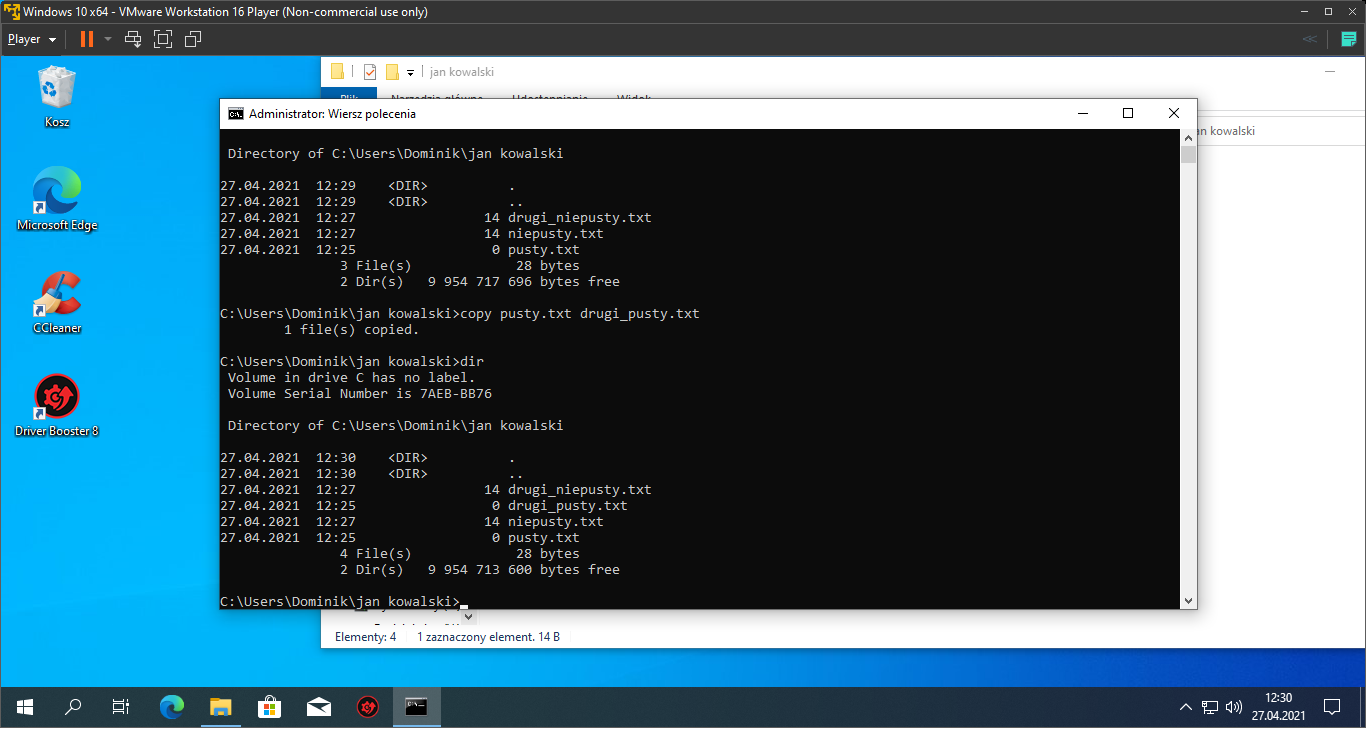 Windows 10 x64 - VMware Workstation 16 Player (Non-commercial use only)
Player
jan kowalski
Plik Narzędzia główne Udostępnianie Widok
an kowalski
Kosz
Microsoft Edge
CCleaner
Driver Booster 8
Administrator: Wiersz polecenia
Directory of C:\Users\Dominik\jan kowalski
27.04.2021 12:29 <DIR> .
27.04.2021 12:29 <DIR> ..
27.04.2021 12:27 14 drugi_niepusty.txt
27.04.2021 12:27 14 niepusty.txt
27.04.2021 12:25 0 pusty.txt
3 File(s) 28 bytes
2 Dir(s) 9 954 717 696 bytes free
C:\Users\Dominik\jan kowalski>copy pusty.txt drugi_pusty.txt
1 file(s) copied.
C:\Users\Dominik\jan kowalski>dir
Volume in drive C has no label.
Volume Serial Number is 7AEB-BB76
Directory of C:\Users\Dominik\jan kowalski
27.04.2021 12:30 <DIR> .
27.04.2021 12:30 <DIR> ..
27.04.2021 12:27 14 drugi_niepusty.txt
27.04.2021 12:25 0 drugi_pusty.txt
27.04.2021 12:27 14 niepusty.txt
27.04.2021 12:25 0 pusty.txt
4 File(s) 28 bytes
2 Dir(s) 9 954 713 600 bytes free
C:\Users\Dominik\jan kowalski>
Elementy: 4 1 zaznaczony element. 14 B
12:30
27.04.2021